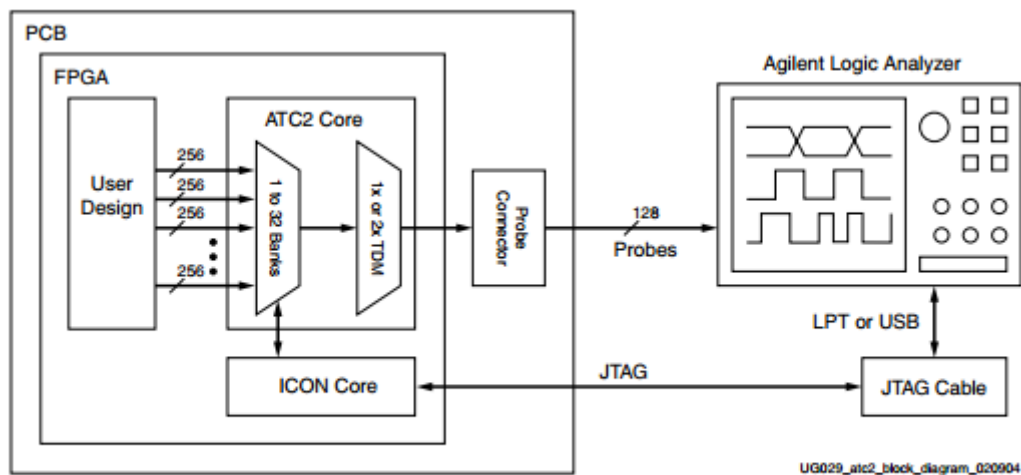 PCB
FPGA
Agilent Logic Analyzer
ATC2 Core
User
Design
256
256
256
256
1 to 32 Banks
1x or 2x TDM
Probe
Connector
128
Probes
LPT or USB
ICON Core
JTAG
JTAG Cable
UG029_atc2_block_diagram_020904